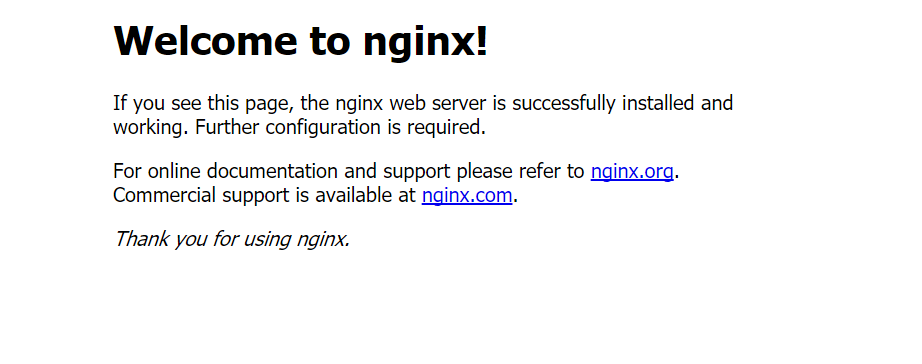 Welcome to nginx!
If you see this page, the nginx web server is successfully installed and
working. Further configuration is required.
For online documentation and support please refer to nginx.org.
Commercial support is available at nginx.com.
Thank you for using nginx.